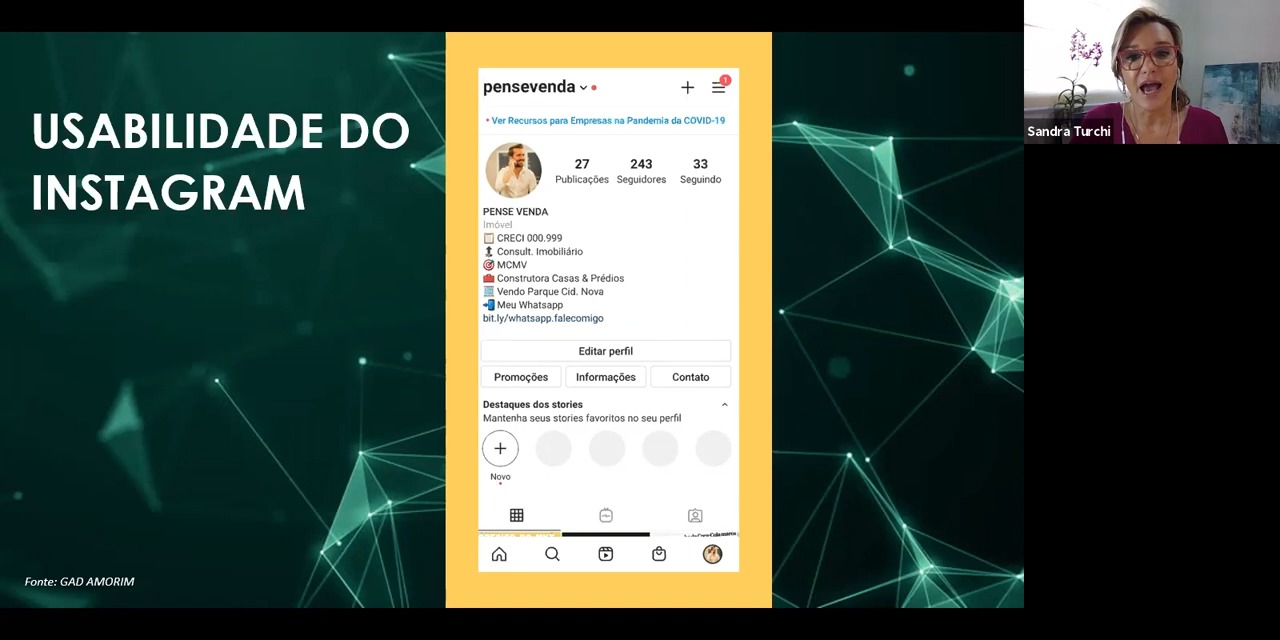 USABILIDADE DO
INSTAGRAM
pensevenda
1
Ver Recursos para Empresas na Pandemia da COVID-19
27 243 33
Publicações Seguidores Seguindo
PENSE VENDA
Imóvel
CRECI 000.999
Consult. Imobiliário
MCMV
Construtora Casas & Prédios
Vendo Parque Cid. Nova
Meu Whatsapp
bit.ly/whatsapp.falecomigo
Editar perfil
Promoções Informações Contato
Destaques dos stories
Mantenha seus stories favoritos no seu perfil
Novo
Fonte: GAD AMORIM
Sandra Turchi